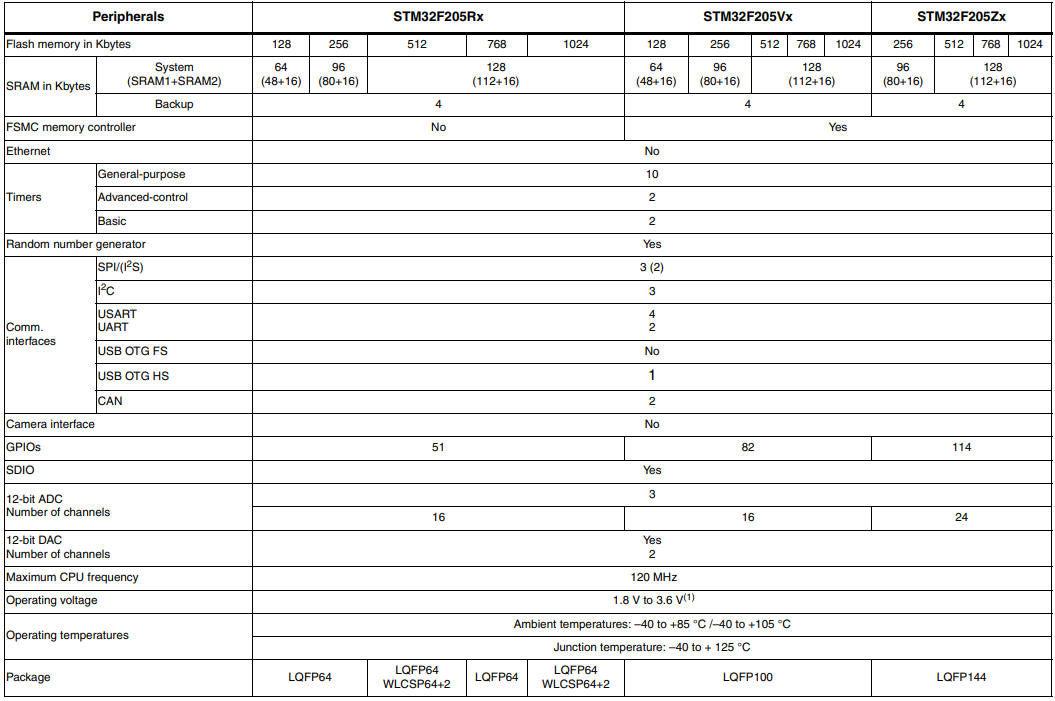 Peripherals STM32F205Rx STM32F205Vx STM32F205Zx
Flash memory in Kbytes 128 256 512 768 1024 128 256 512 768 1024 256 512 768 1024
SRAM in Kbytes
System
(SRAM1+SRAM2)
64
(48+16)
96
(80+16)
128
(112+16)
64
(48+16)
96
(80+16)
128
(112+16)
96
(80+16)
128
(112+16)
Backup 4 4 4
FSMC memory controller No Yes
Ethernet No
Timers
General-purpose 10
Advanced-control 2
Basic 2
Random number generator Yes
Comm.
interfaces
SPI/(I²S) 3 (2)
I²C 3
USART
UART
4
2
USB OTG FS No
USB OTG HS 1
CAN 2
Camera interface No
GPIOs 51 82 114
SDIO Yes
12-bit ADC
Number of channels
3
16 16 24
12-bit DAC
Number of channels
Yes
2
Maximum CPU frequency 120 MHz
Operating voltage 1.8 V to 3.6 V(1)
Operating temperatures
Ambient temperatures: –40 to +85 °C /–40 to +105 °C
Junction temperature: –40 to + 125 °C
Package LQFP64
LQFP64
WLCSP64+2
LQFP64
LQFP64
WLCSP64+2
LQFP100 LQFP144